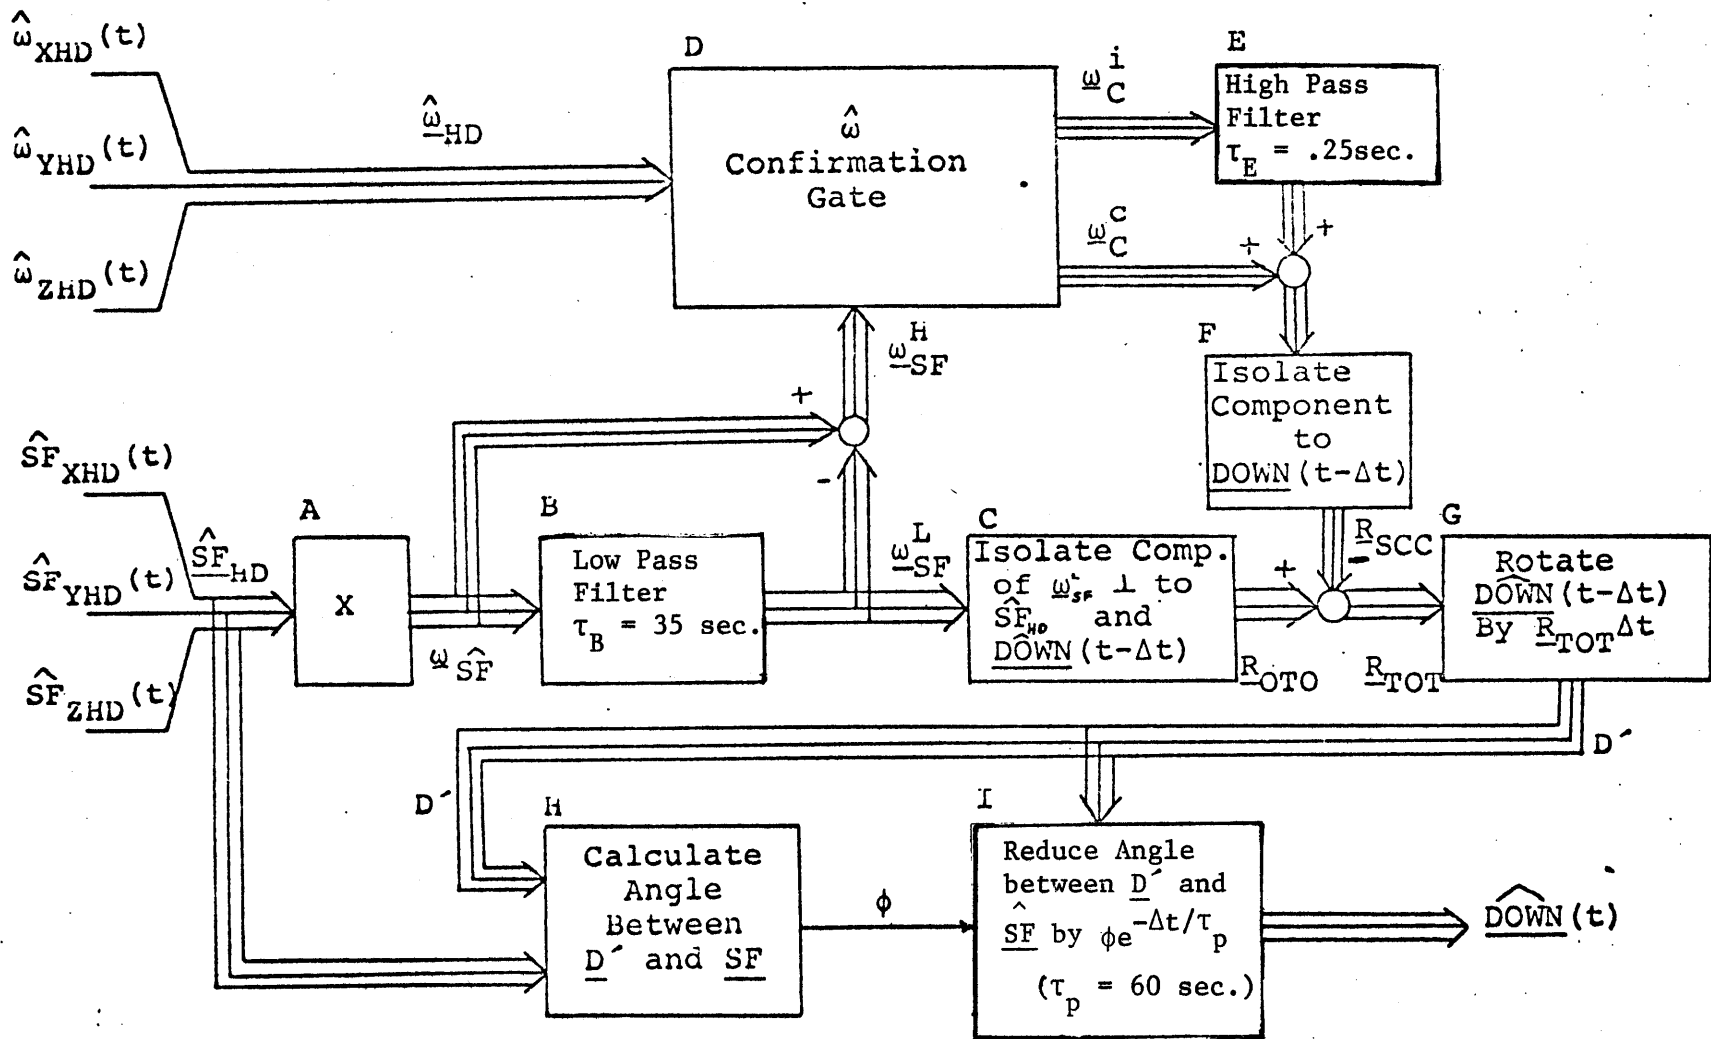 ω̂XHD(t)
ω̂YHD(t)
ω̂ZHD(t)
ω̂HD
D
ω̂
Confirmation
Gate
ωCⁱ
ωCᶜ
E
High Pass
Filter
τE = .25sec.
+
+
F
Isolate
Component
to
DOWN(t-Δt)
ωSFᴴ
+
-
ŜFXHD(t)
ŜFYHD(t)
ŜFZHD(t)
ŜFHD
A
X
ωŜF
B
Low Pass
Filter
τB = 35 sec.
ωSFᴸ
C
Isolate Comp.
of ωSFᴸ ⊥ to
ŜFHD and
DOWN̂(t-Δt)
+
RSCC
-
ROTO
RTOT
G
Rotate
DOWN̂(t-Δt)
By RTOTΔt
D′
D′
H
Calculate
Angle
Between
D′ and SF
ϕ
I
Reduce Angle
between D′ and
ŜF by ϕe^-Δt/τp
(τp = 60 sec.)
DOWN̂(t)